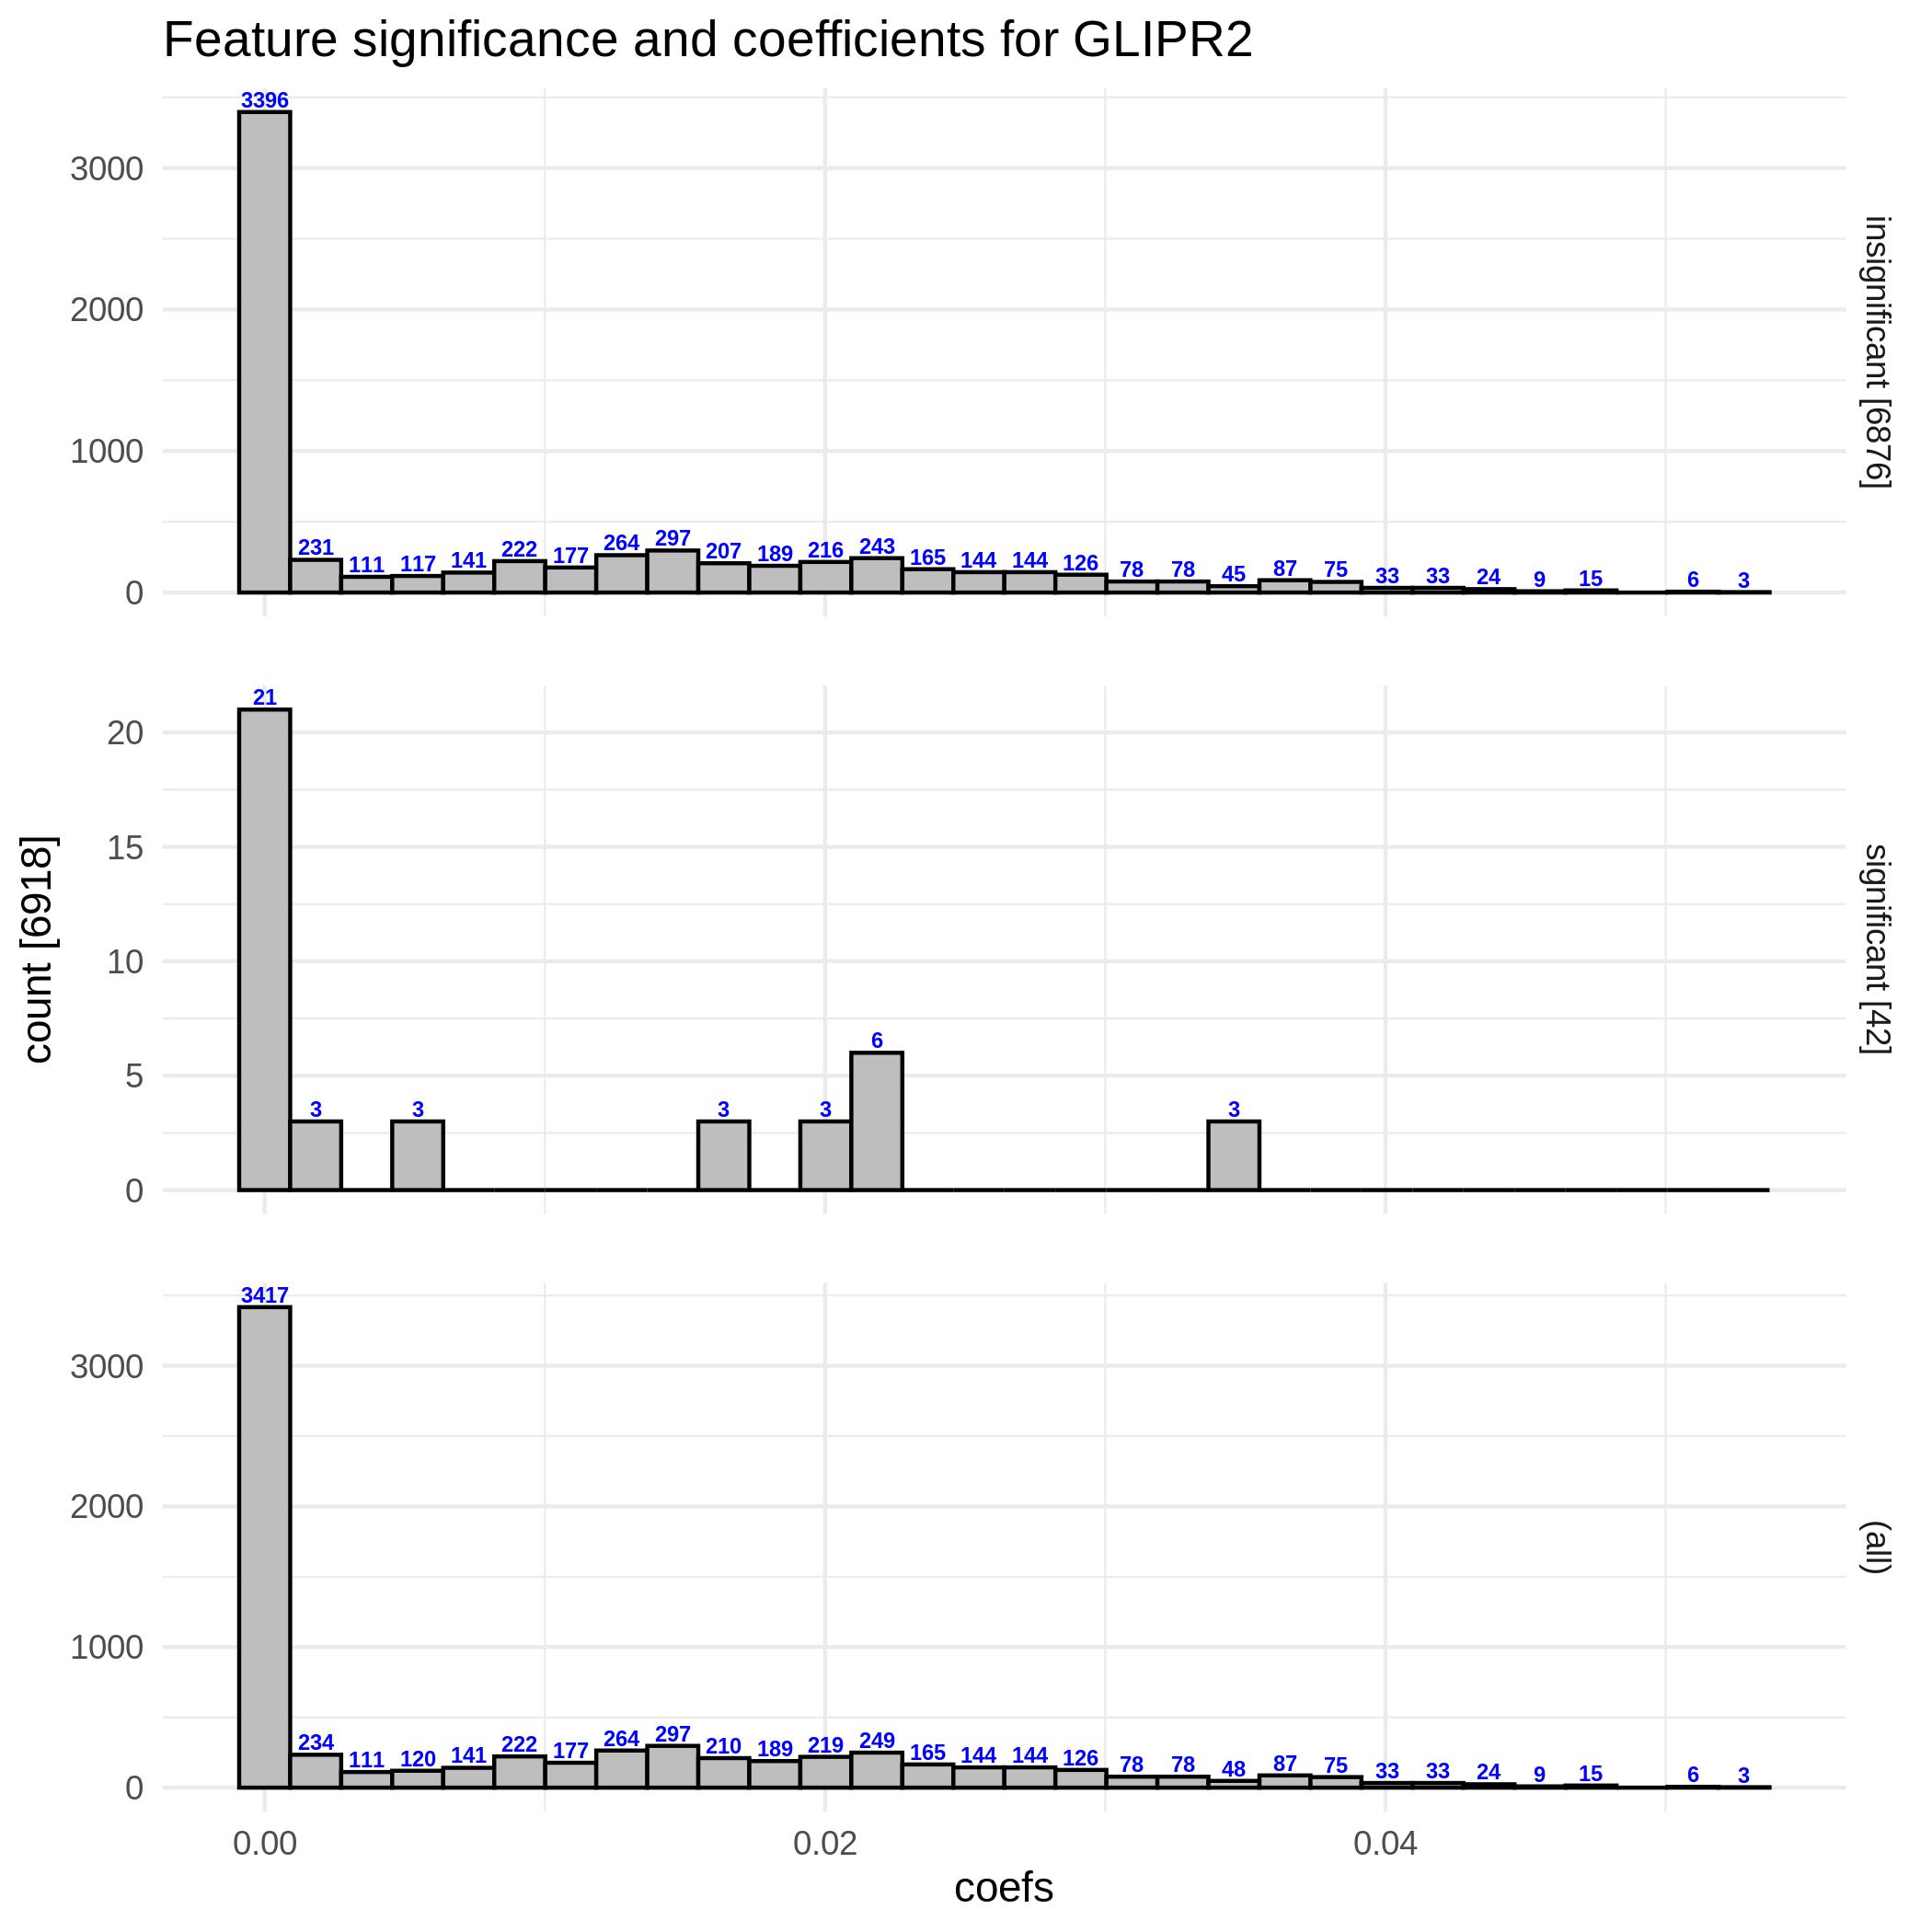 Feature significance and coefficients for GLIPR2
3396
3000
2000
1000
0
231 111 117 141 222 177 264 297 207 189 216 243 165 144 144 126 78 78 45 87 75 33 33 24 9 15 6 3
insignificant [6876]
21
20
15
10
5
0
3 3 3 3 6 3
significant [42]
count [6918]
3417
3000
2000
1000
0
234 111 120 141 222 177 264 297 210 189 219 249 165 144 144 126 78 78 48 87 75 33 33 24 9 15 6 3
(all)
0.00 0.02 0.04
coefs